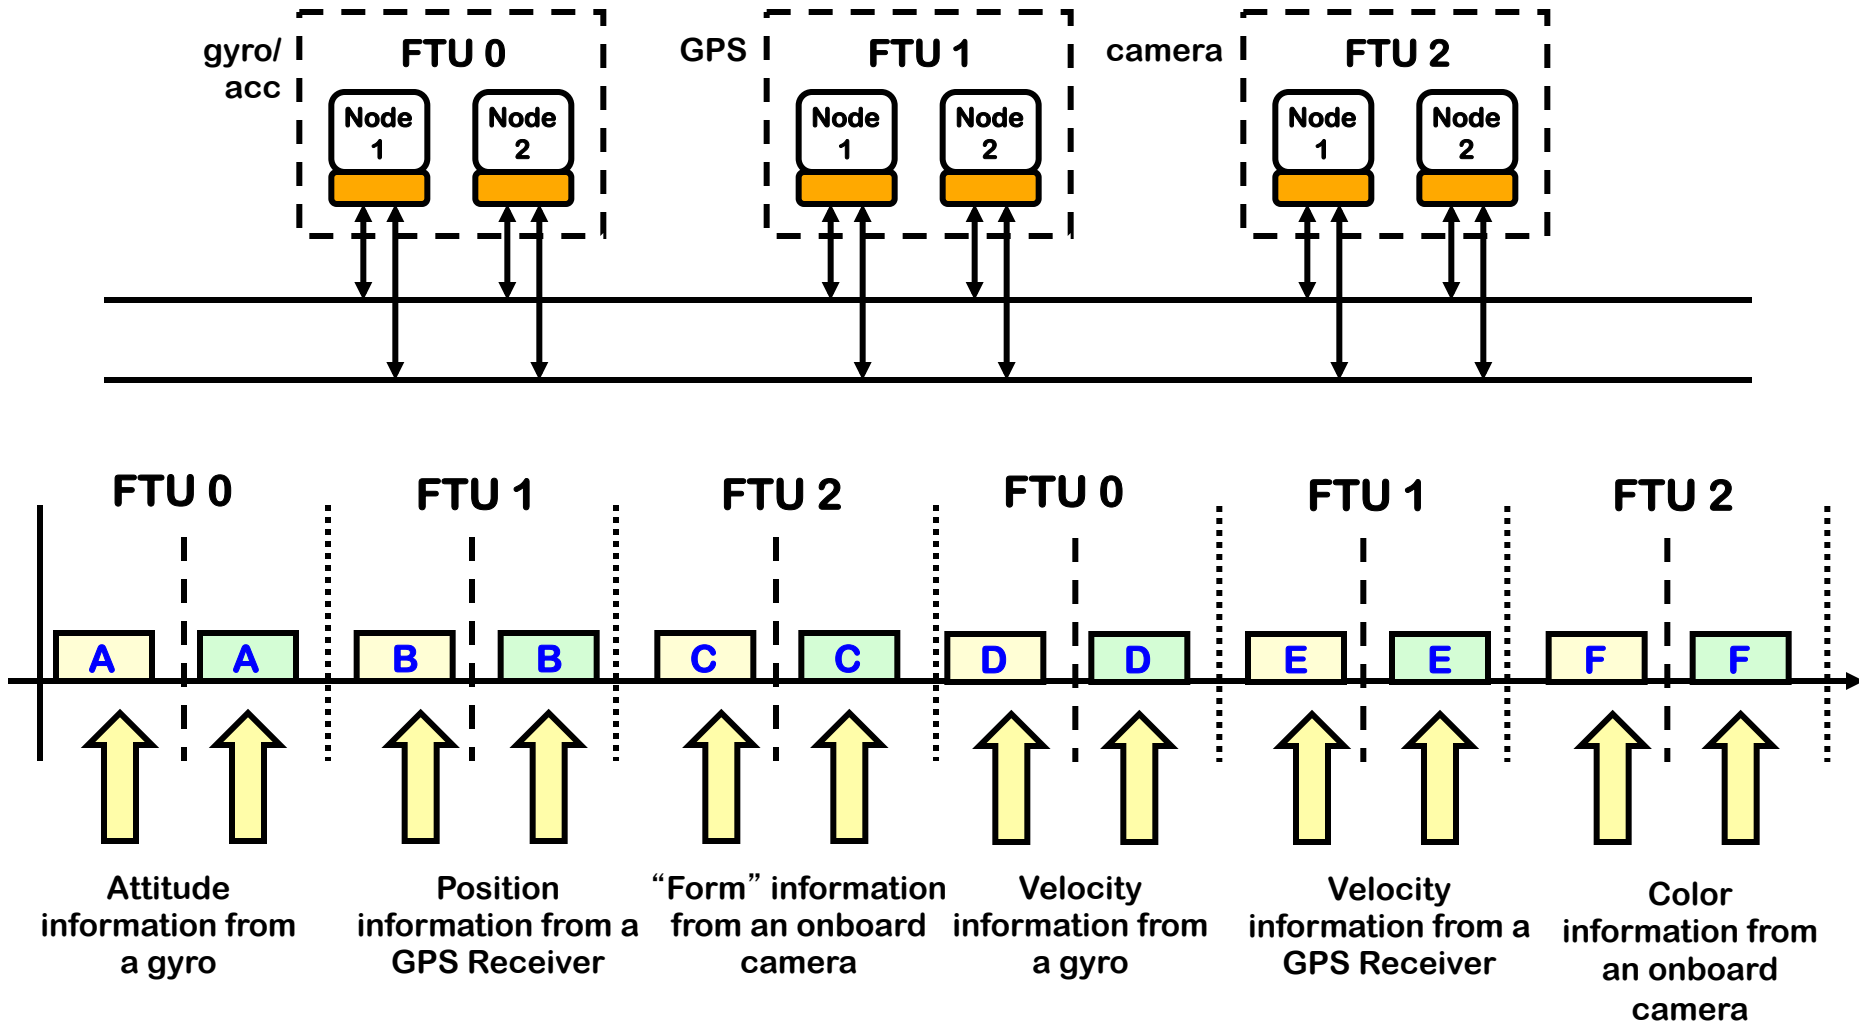 gyro/
acc
FTU 0
Node
1
Node
2
GPS
FTU 1
Node
1
Node
2
camera
FTU 2
Node
1
Node
2
FTU 0
FTU 1
FTU 2
FTU 0
FTU 1
FTU 2
A
A
B
B
C
C
D
D
E
E
F
F
Attitude
information from
a gyro
Position
information from a
GPS Receiver
“Form” information
from an onboard
camera
Velocity
information from
a gyro
Velocity
information from a
GPS Receiver
Color
information from
an onboard
camera